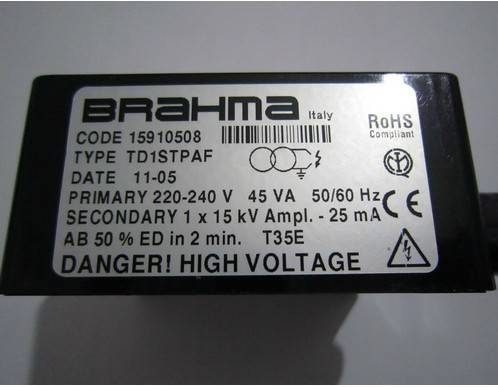 BRAHMA Italy
RoHS
Compliant
CODE 15910508
TYPE TD1STPAF
DATE 11-05
PRIMARY 220-240 V 45 VA 50/60 Hz
SECONDARY 1 x 15 kV Ampl. - 25 mA CE
AB 50 % ED in 2 min. T35E
DANGER! HIGH VOLTAGE